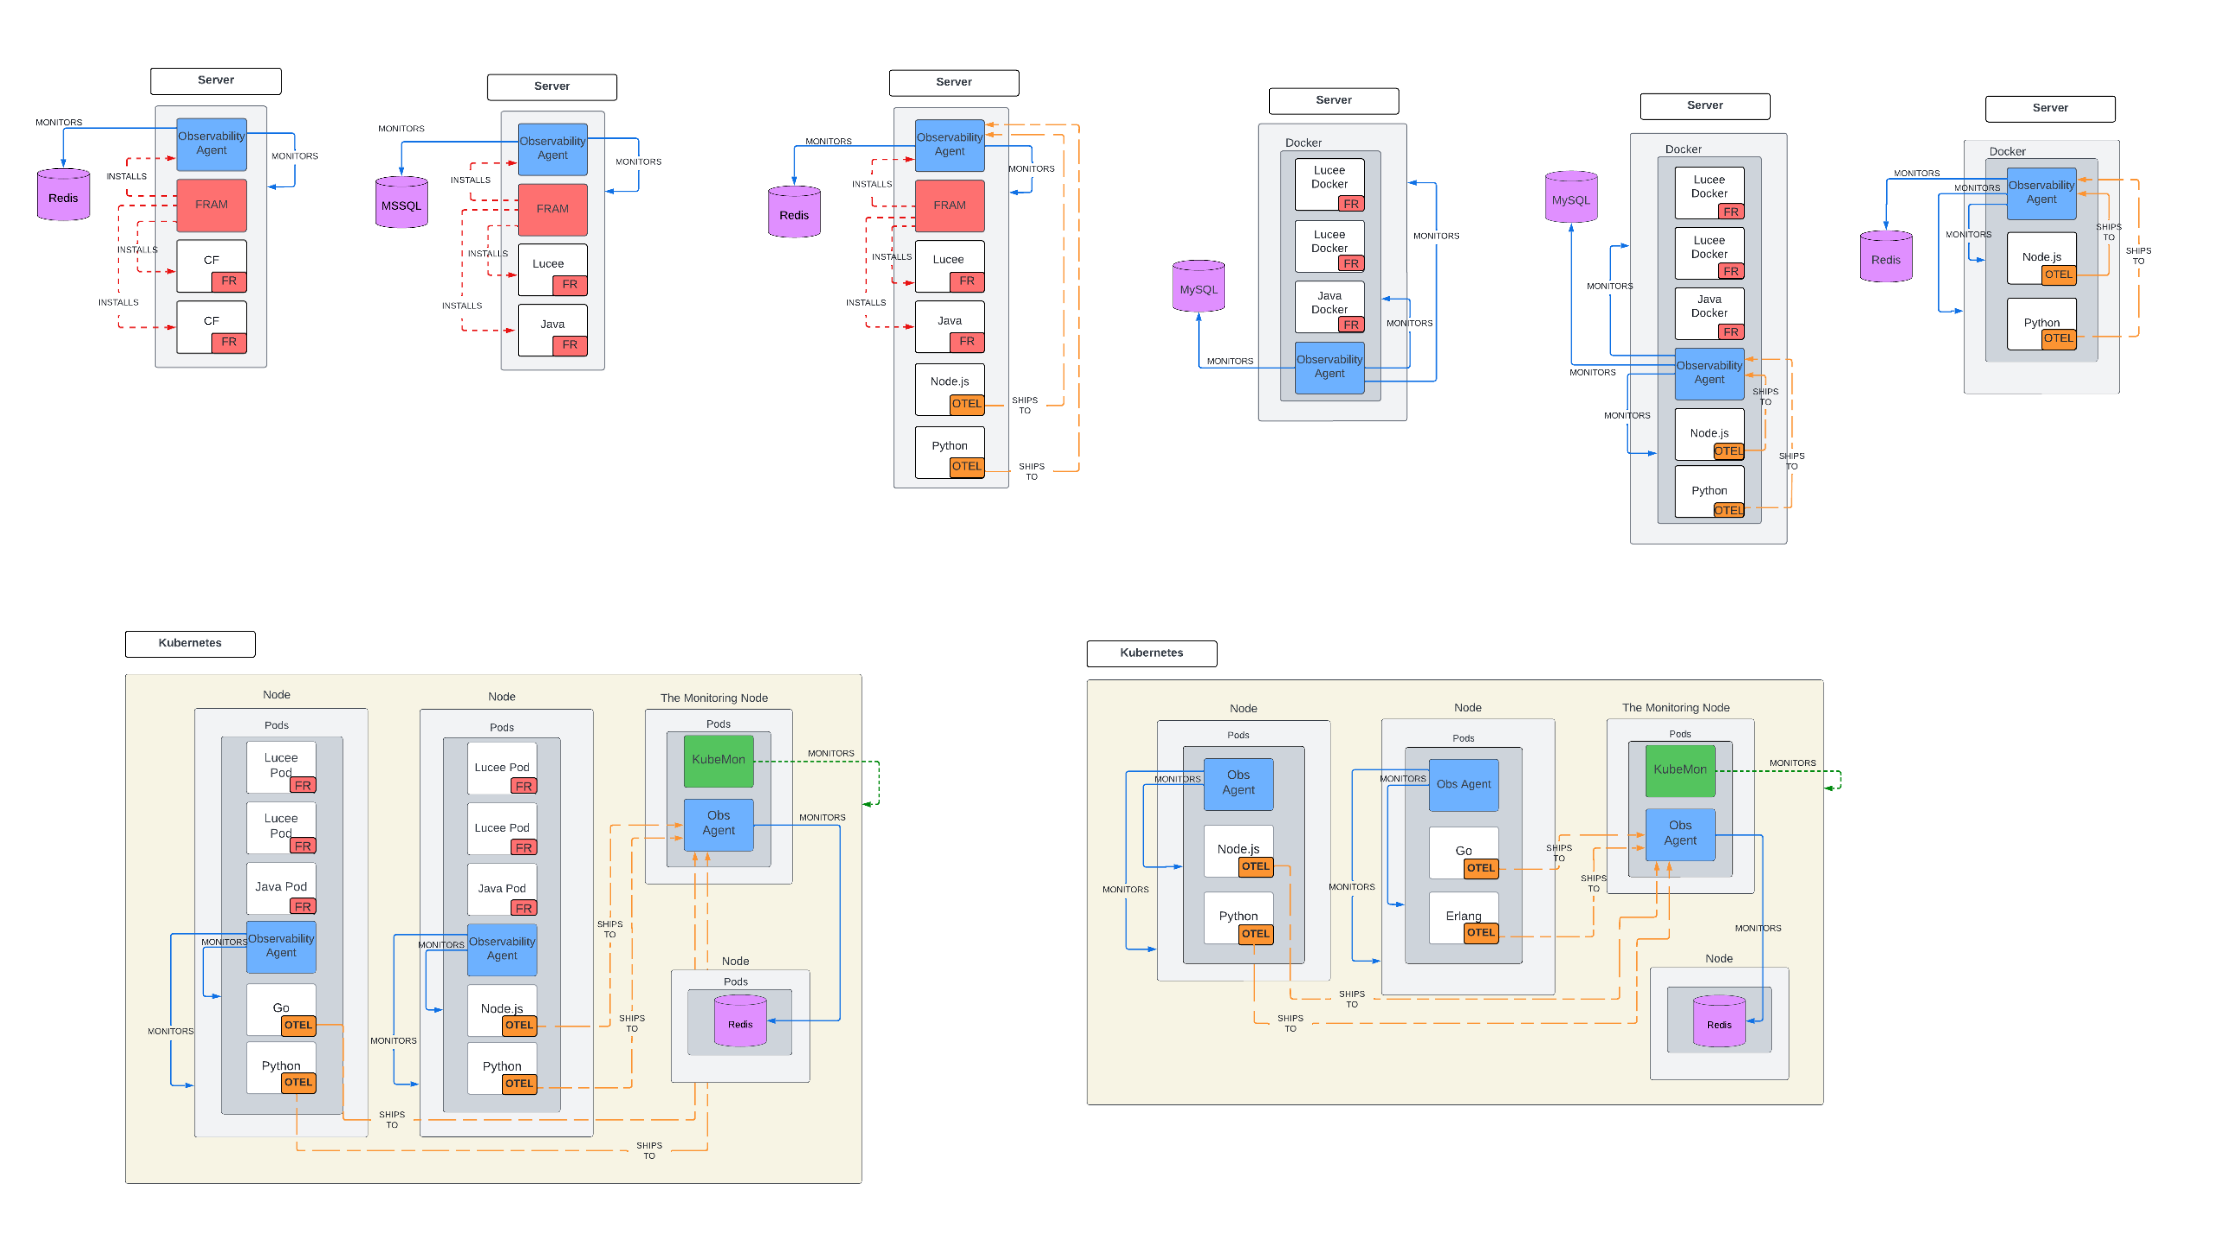 Server
MONITORS
Observability
Agent
MONITORS
INSTALLS
Redis
FRAM
INSTALLS
CF
FR
INSTALLS
CF
FR
Server
MONITORS
Observability
Agent
MONITORS
INSTALLS
MSSQL
FRAM
INSTALLS
Lucee
FR
INSTALLS
Java
FR
Server
MONITORS
Observability
Agent
MONITORS
INSTALLS
Redis
FRAM
INSTALLS
Lucee
FR
INSTALLS
Java
FR
Node.js
OTEL
SHIPS
TO
Python
OTEL
SHIPS
TO
Server
Docker
Lucee
Docker
FR
Lucee
Docker
FR
MONITORS
MySQL
Java
Docker
FR
MONITORS
MONITORS
Observability
Agent
Server
Docker
Lucee
Docker
FR
MySQL
Lucee
Docker
FR
MONITORS
Java
Docker
FR
MONITORS
Observability
Agent
SHIPS
TO
MONITORS
Node.js
OTEL
SHIPS
TO
Python
OTEL
Server
Docker
MONITORS
MONITORS
Observability
Agent
MONITORS
SHIPS
TO
Redis
Node.js
OTEL
SHIPS
TO
Python
OTEL
Kubernetes
Node
Pods
Lucee
Pod
FR
Lucee
Pod
FR
Java Pod
FR
MONITORS
Observability
Agent
Go
OTEL
MONITORS
Python
OTEL
SHIPS
TO
SHIPS
TO
Node
Pods
Lucee Pod
FR
Lucee Pod
FR
Java Pod
FR
MONITORS
Observability
Agent
Node.js
OTEL
MONITORS
Python
OTEL
SHIPS
TO
SHIPS
TO
The Monitoring Node
Pods
KubeMon
MONITORS
Obs
Agent
MONITORS
Node
Pods
Redis
Kubernetes
Node
Pods
MONITORS
Obs
Agent
Node.js
OTEL
MONITORS
Python
OTEL
SHIPS
TO
SHIPS
TO
Node
Pods
MONITORS
Obs Agent
Go
OTEL
MONITORS
Erlang
OTEL
SHIPS
TO
SHIPS
TO
The Monitoring Node
Pods
KubeMon
MONITORS
Obs
Agent
MONITORS
Node
Redis